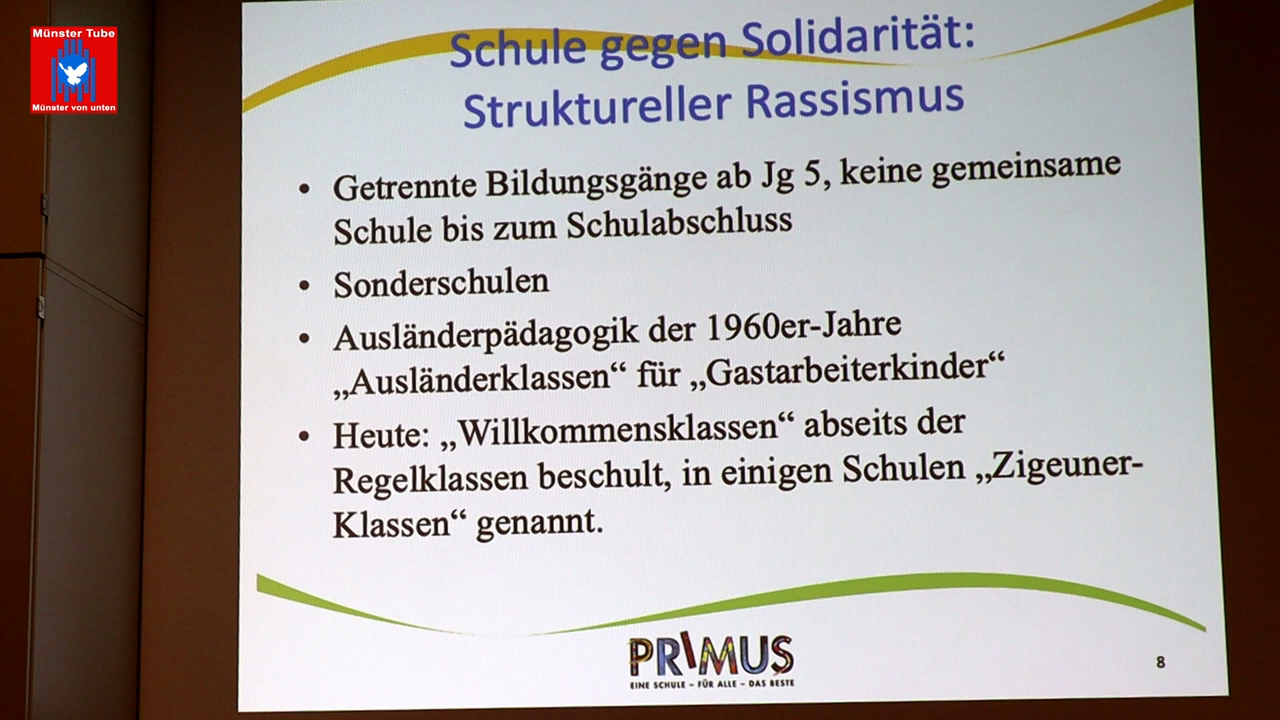 Münster Tube
Münster von unten
Schule gegen Solidarität:
Struktureller Rassismus
• Getrennte Bildungsgänge ab Jg 5, keine gemeinsame
Schule bis zum Schulabschluss
• Sonderschulen
• Ausländerpädagogik der 1960er-Jahre
„Ausländerklassen“ für „Gastarbeiterkinder“
• Heute: „Willkommensklassen“ abseits der
Regelklassen beschult, in einigen Schulen „Zigeuner-
Klassen“ genannt.
PRIMUS
EINE SCHULE – FÜR ALLE – DAS BESTE
8